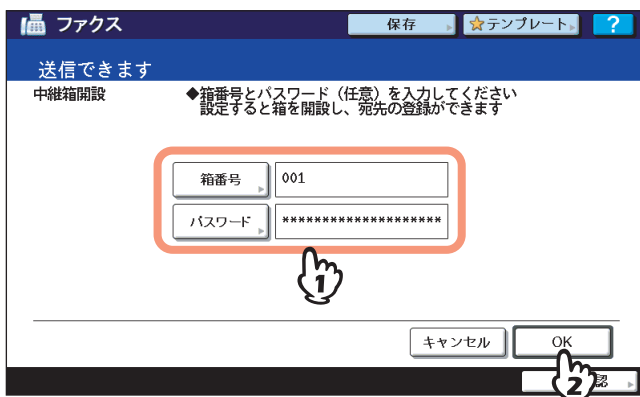 ファクス
保存
テンプレート
?
送信できます
中継箱開設
◆箱番号とパスワード（任意）を入力してください
設定すると箱を開設し、宛先の登録ができます
箱番号
001
パスワード
********************
1
キャンセル
OK
2
認